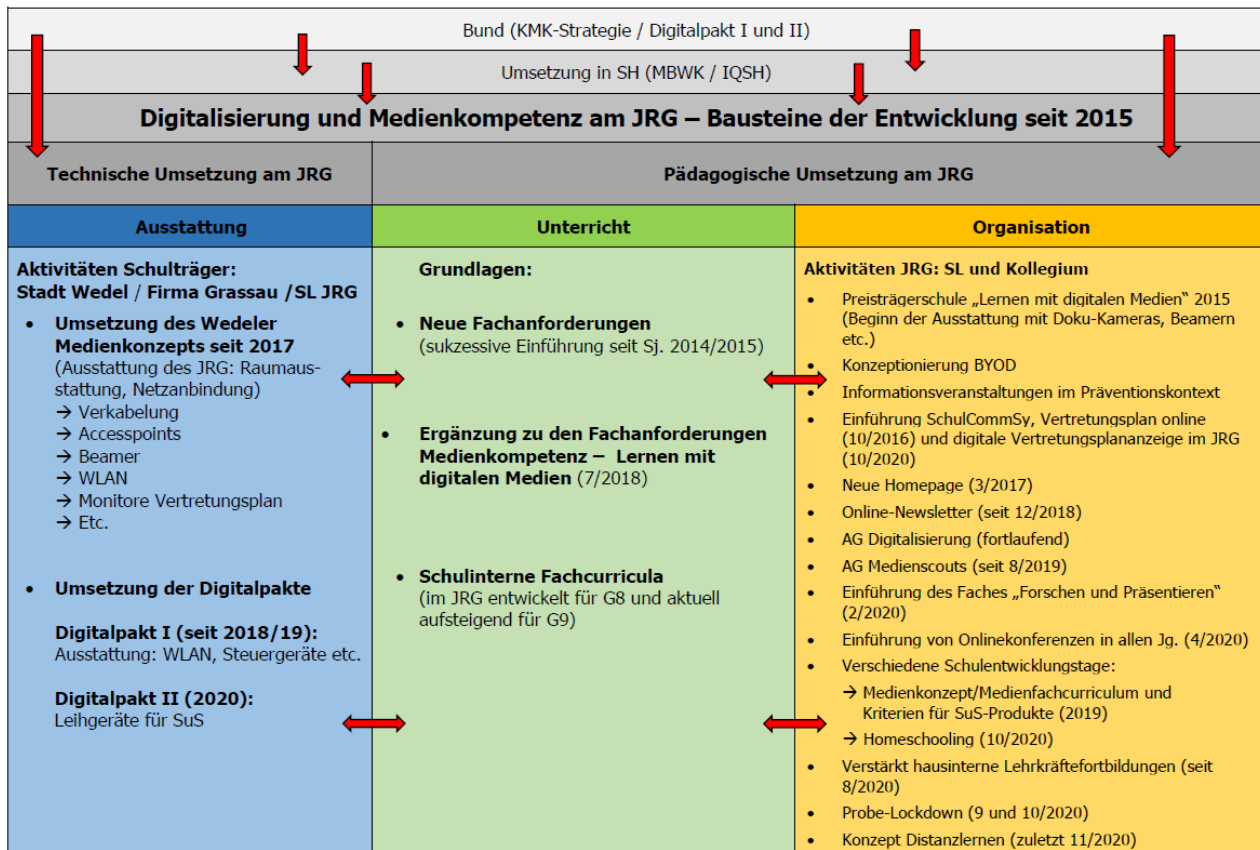 Bund (KMK-Strategie / Digitalpakt I und II)
Umsetzung in SH (MBWK / IQSH)
Digitalisierung und Medienkompetenz am JRG – Bausteine der Entwicklung seit 2015
Technische Umsetzung am JRG
Pädagogische Umsetzung am JRG
Ausstattung
Unterricht
Organisation
Aktivitäten Schulträger:
Stadt Wedel / Firma Grassau /SL JRG
• Umsetzung des Wedeler
Medienkonzepts seit 2017
(Ausstattung des JRG: Raumaus-
stattung, Netzanbindung)
→ Verkabelung
→ Accesspoints
→ Beamer
→ WLAN
→ Monitore Vertretungsplan
→ Etc.
• Umsetzung der Digitalpakte
Digitalpakt I (seit 2018/19):
Ausstattung: WLAN, Steuergeräte etc.
Digitalpakt II (2020):
Leihgeräte für SuS
Grundlagen:
• Neue Fachanforderungen
(sukzessive Einführung seit Sj. 2014/2015)
• Ergänzung zu den Fachanforderungen
Medienkompetenz – Lernen mit
digitalen Medien (7/2018)
• Schulinterne Fachcurricula
(im JRG entwickelt für G8 und aktuell
aufsteigend für G9)
Aktivitäten JRG: SL und Kollegium
• Preisträgerschule „Lernen mit digitalen Medien" 2015
(Beginn der Ausstattung mit Doku-Kameras, Beamern
etc.)
• Konzeptionierung BYOD
• Informationsveranstaltungen im Präventionskontext
• Einführung SchulCommSy, Vertretungsplan online
(10/2016) und digitale Vertretungsplananzeige im JRG
(10/2020)
• Neue Homepage (3/2017)
• Online-Newsletter (seit 12/2018)
• AG Digitalisierung (fortlaufend)
• AG Medienscouts (seit 8/2019)
• Einführung des Faches „Forschen und Präsentieren"
(2/2020)
• Einführung von Onlinekonferenzen in allen Jg. (4/2020)
• Verschiedene Schulentwicklungstage:
→ Medienkonzept/Medienfachcurriculum und
Kriterien für SuS-Produkte (2019)
→ Homeschooling (10/2020)
• Verstärkt hausinterne Lehrkräftefortbildungen (seit
8/2020)
• Probe-Lockdown (9 und 10/2020)
• Konzept Distanzlernen (zuletzt 11/2020)